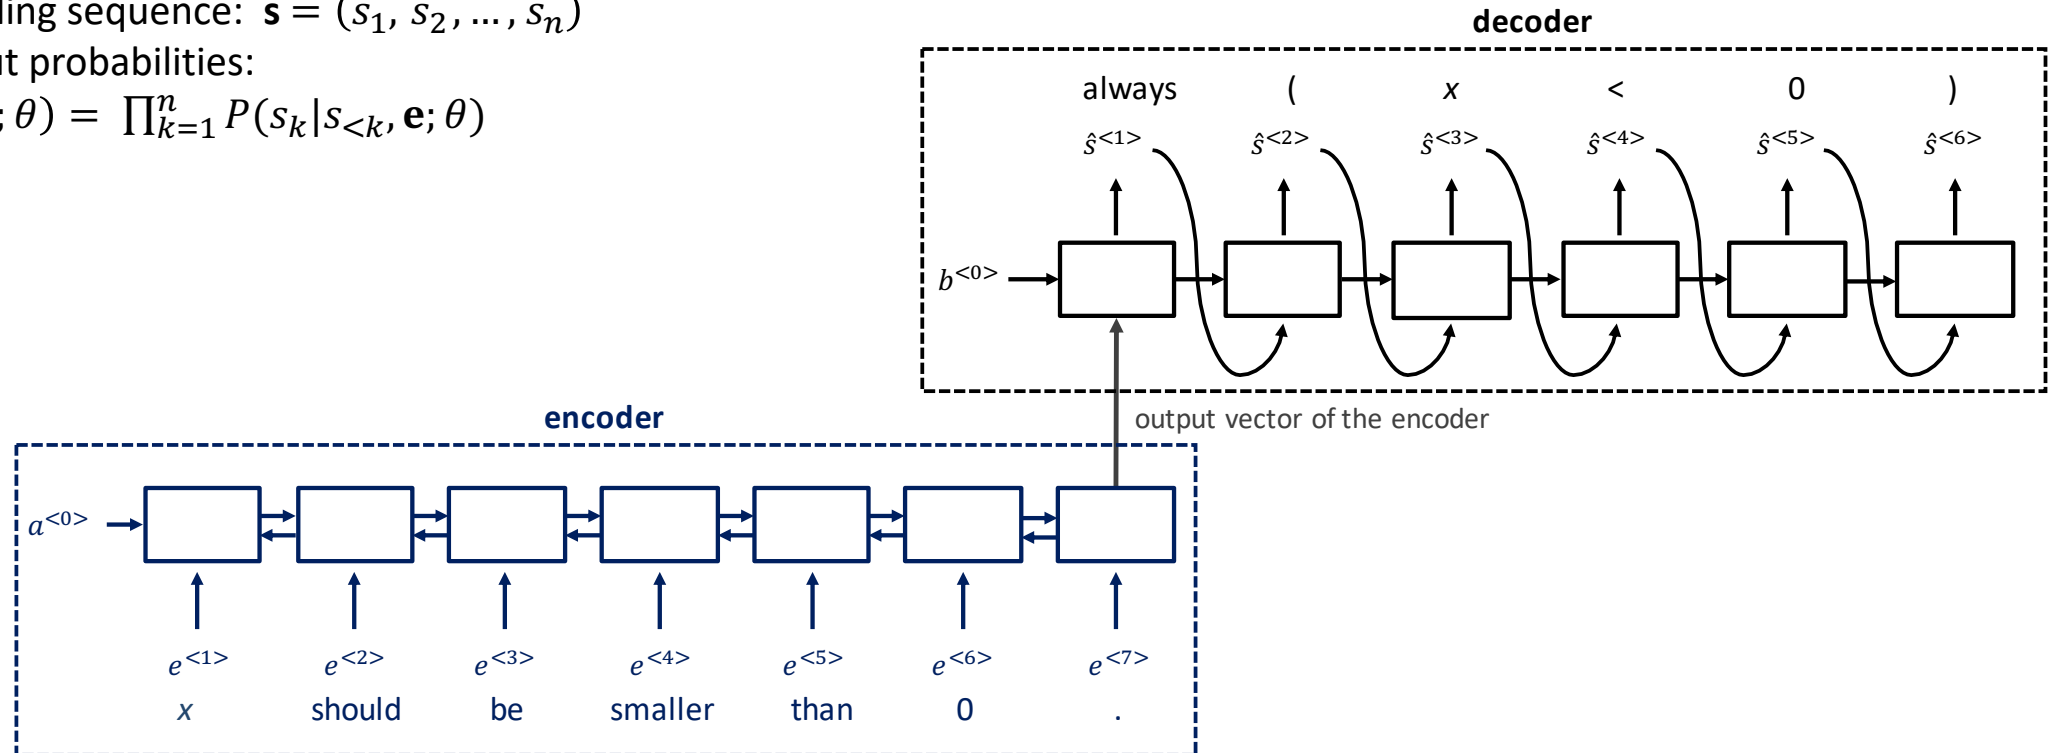 ling sequence: 𝐬 = (𝑠₁, 𝑠₂, … , 𝑠ₙ)
ut probabilities:
; 𝜃) = ∏ⁿₖ₌₁ 𝑃(𝑠ₖ|𝑠<ₖ, 𝐞; 𝜃)
decoder
always ( x < 0 )
ŝ<1> ŝ<2> ŝ<3> ŝ<4> ŝ<5> ŝ<6>
b<0>
encoder
output vector of the encoder
a<0>
e<1> e<2> e<3> e<4> e<5> e<6> e<7>
x should be smaller than 0 .